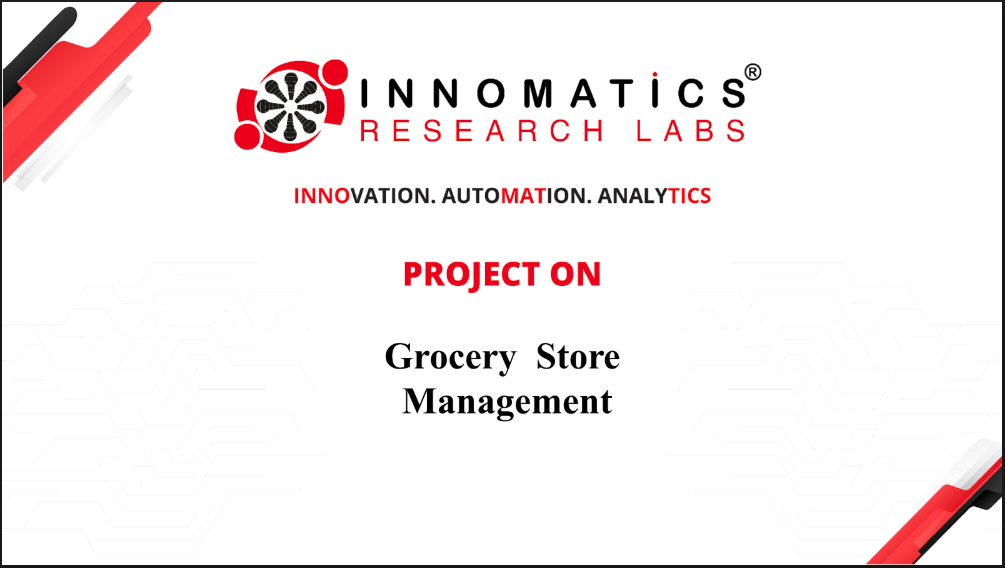 INNOMATICS®
RESEARCH LABS
INNOVATION. AUTOMATION. ANALYTICS
PROJECT ON
Grocery Store
Management